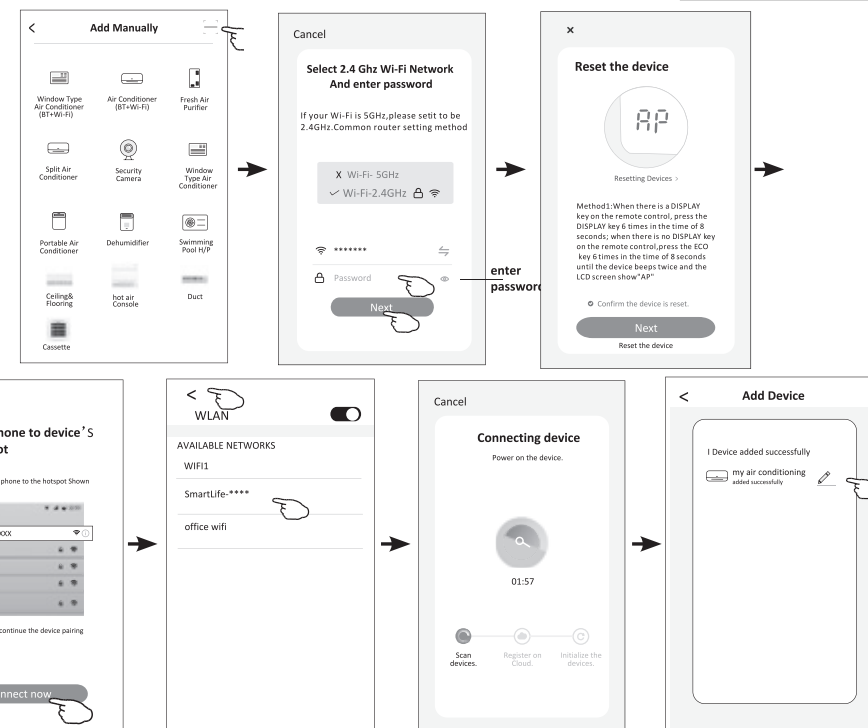 Add Manually
Window Type
Air Conditioner
(BT+Wi-Fi)
Air Conditioner
(BT+Wi-Fi)
Fresh Air
Purifier
Split Air
Conditioner
Security
Camera
Window
Type Air
Conditioner
Portable Air
Conditioner
Dehumidifier
Swimming
Pool H/P
Ceiling&
Flooring
hot air
Console
Duct
Cassette
Cancel
Select 2.4 Ghz Wi-Fi Network
And enter password
If your Wi-Fi is 5GHz,please setit to be
2.4GHz.Common router setting method
X Wi-Fi- 5GHz
Wi-Fi-2.4GHz
*******
Password
enter
password
Next
×
Reset the device
AP
Resetting Devices >
Method1:When there is a DISPLAY
key on the remote control, press the
DISPLAY key 6 times in the time of 8
seconds; when there is no DISPLAY key
on the remote control,press the ECO
key 6 times in the time of 8 seconds
until the device beeps twice and the
LCD screen show"AP"
Confirm the device is reset.
Next
Reset the device
to device's
phone to the hotspot Shown
XXX
continue the device pairing
now
<
WLAN
AVAILABLE NETWORKS
WIFI1
SmartLife-****
office wifi
Cancel
Connecting device
Power on the device.
01:57
Scan
devices.
Register on
Cloud.
Initialize the
devices.
< Add Device
I Device added successfully
my air conditioning
added successfully